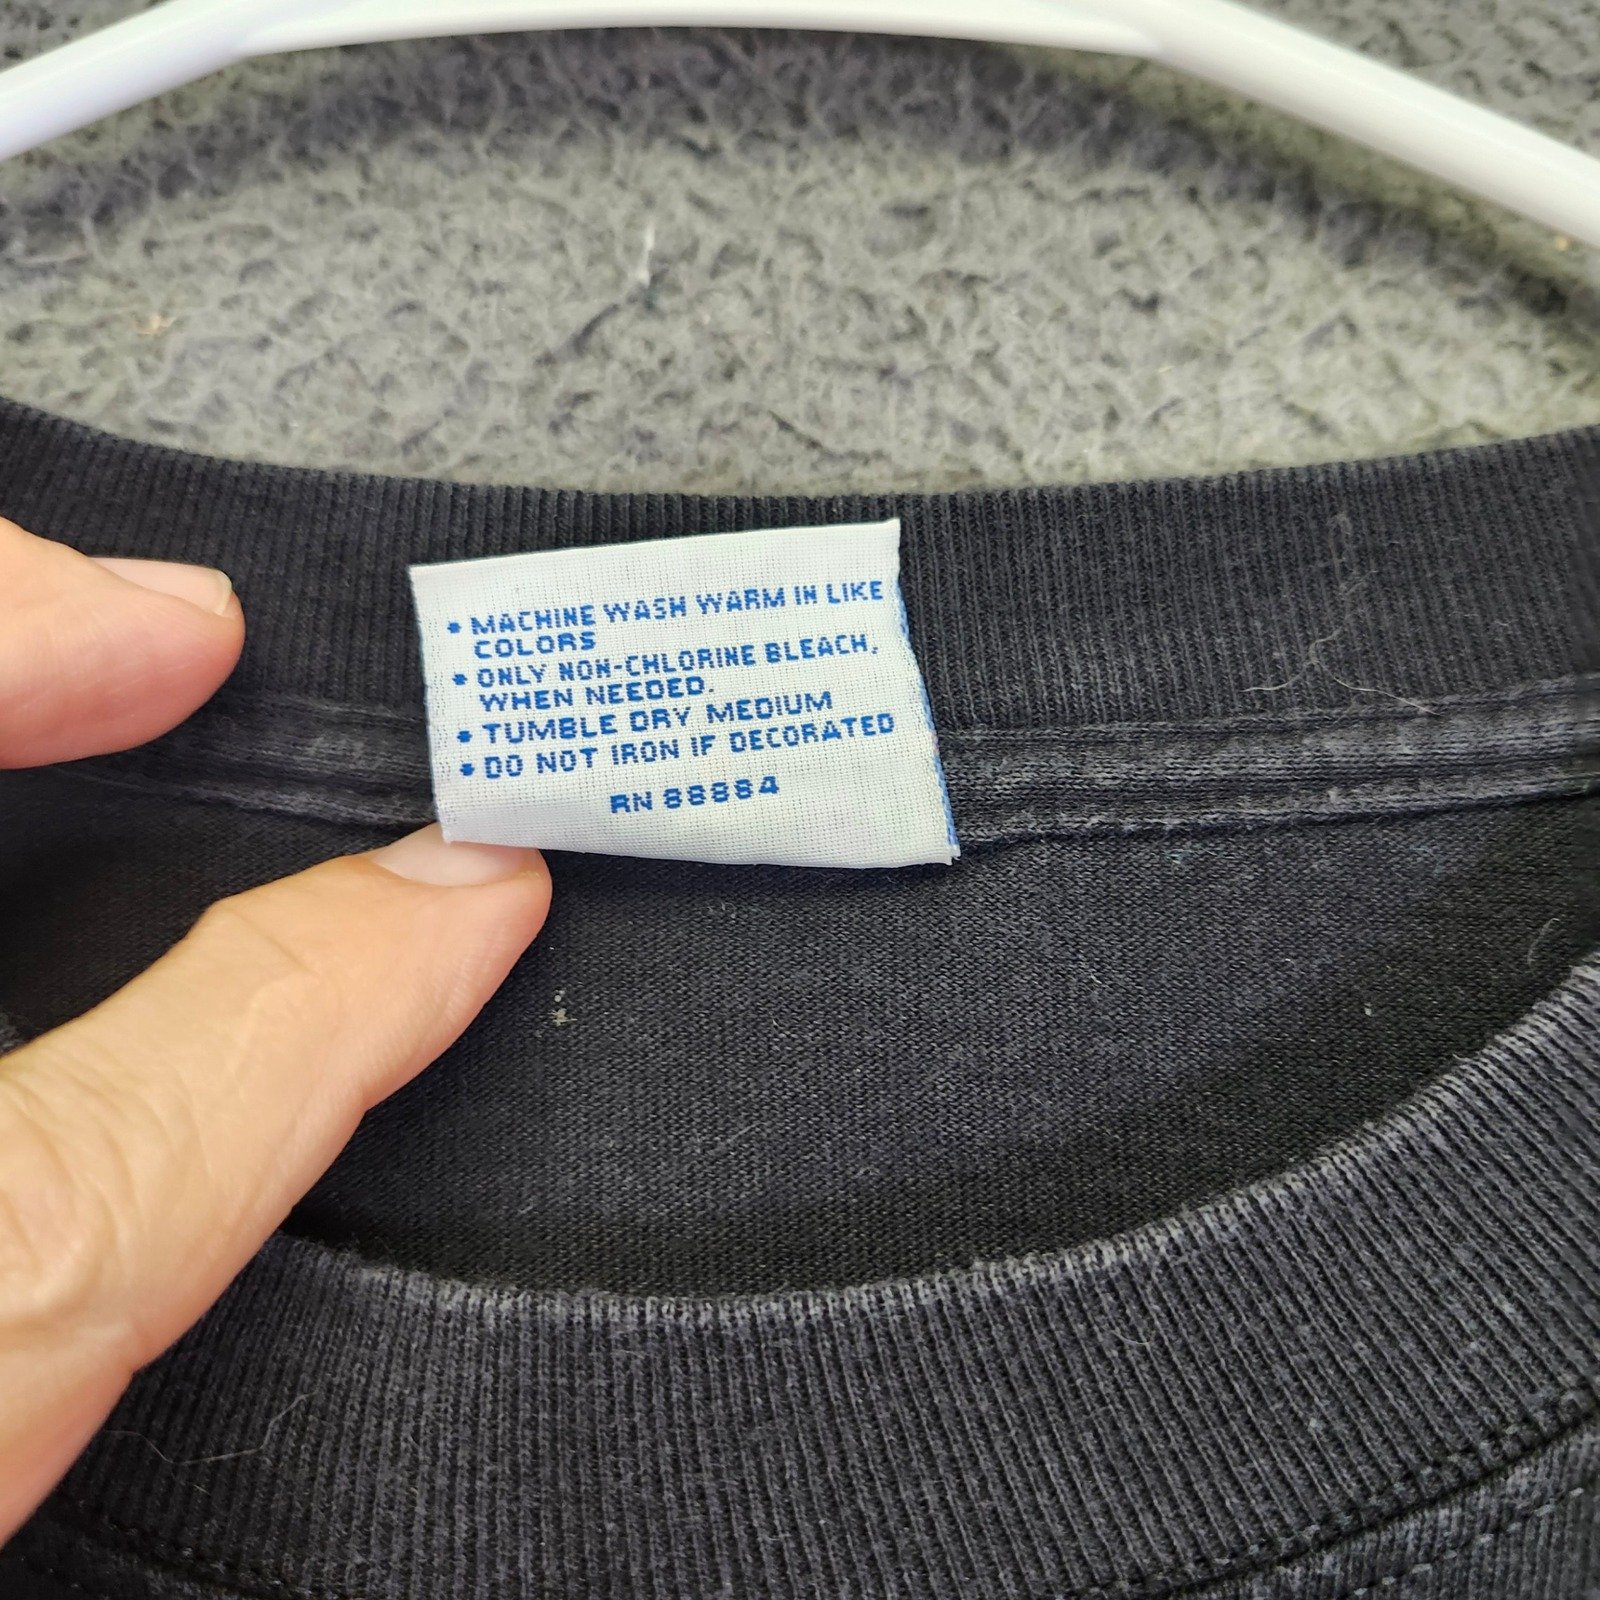 • MACHINE WASH WARM IN LIKE
COLORS
• ONLY NON-CHLORINE BLEACH,
WHEN NEEDED.
• TUMBLE DRY MEDIUM
• DO NOT IRON IF DECORATED
RN 88884